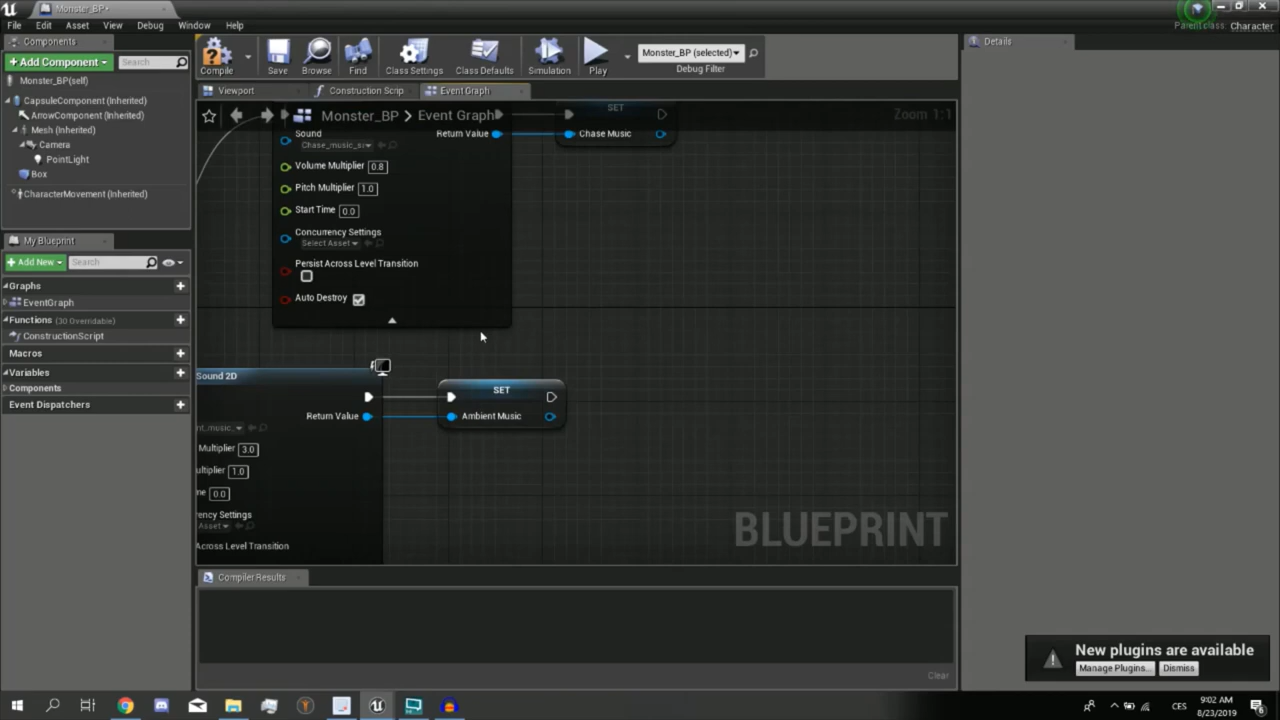 Monster_BP*
File Edit Asset View Debug Window Help
Parent class: Character
Components
+ Add Component
Search
Monster_BP(self)
CapsuleComponent (Inherited)
ArrowComponent (Inherited)
Mesh (Inherited)
Camera
PointLight
Box
CharacterMovement (Inherited)
My Blueprint
+ Add New
Search
Graphs
EventGraph
Functions (30 Overridable)
ConstructionScript
Macros
Variables
Components
Event Dispatchers
Compile
Save
Browse
Find
Class Settings
Class Defaults
Simulation
Play
Monster_BP (selected)
Debug Filter
Viewport
Construction Scrip
Event Graph
Monster_BP > Event Graph
Zoom 1:1
SET
Sound
Return Value
Chase Music
Volume Multiplier 0.8
Pitch Multiplier 1.0
Start Time 0.0
Concurrency Settings
Select Asset
Persist Across Level Transition
Auto Destroy
Sound 2D
SET
Return Value
Ambient Music
nt_music_
Multiplier 3.0
ultiplier 1.0
me 0.0
rency Settings
Asset
Across Level Transition
BLUEPRINT
Compiler Results
Clear
Details
New plugins are available
Manage Plugins...
Dismiss
CES
9:02 AM
8/23/2019